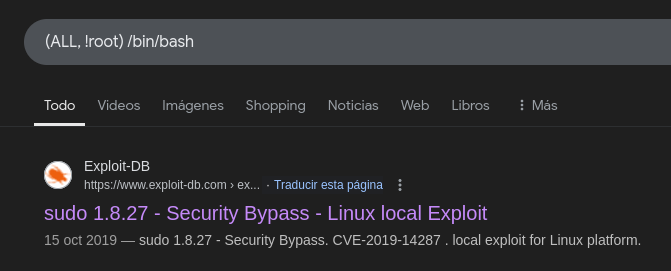 (ALL, !root) /bin/bash
Todo Videos Imágenes Shopping Noticias Web Libros Más
Exploit-DB
https://www.exploit-db.com › ex... · Traducir esta página
sudo 1.8.27 - Security Bypass - Linux local Exploit
15 oct 2019 — sudo 1.8.27 - Security Bypass. CVE-2019-14287 . local exploit for Linux platform.